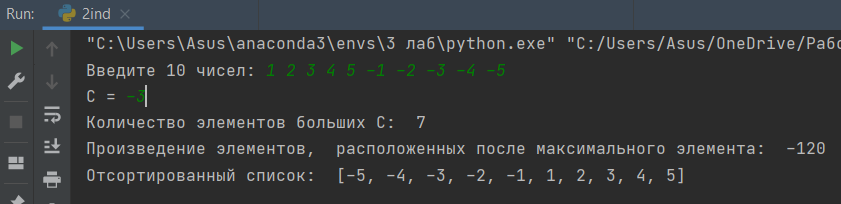 Run: 2ind ×
"C:\Users\Asus\anaconda3\envs\3 лаб\python.exe" "C:/Users/Asus/OneDrive/Рабо
Введите 10 чисел: 1 2 3 4 5 -1 -2 -3 -4 -5
C = -3
Количество элементов больших C:  7
Произведение элементов,  расположенных после максимального элемента:  -120
Отсортированный список:  [-5, -4, -3, -2, -1, 1, 2, 3, 4, 5]